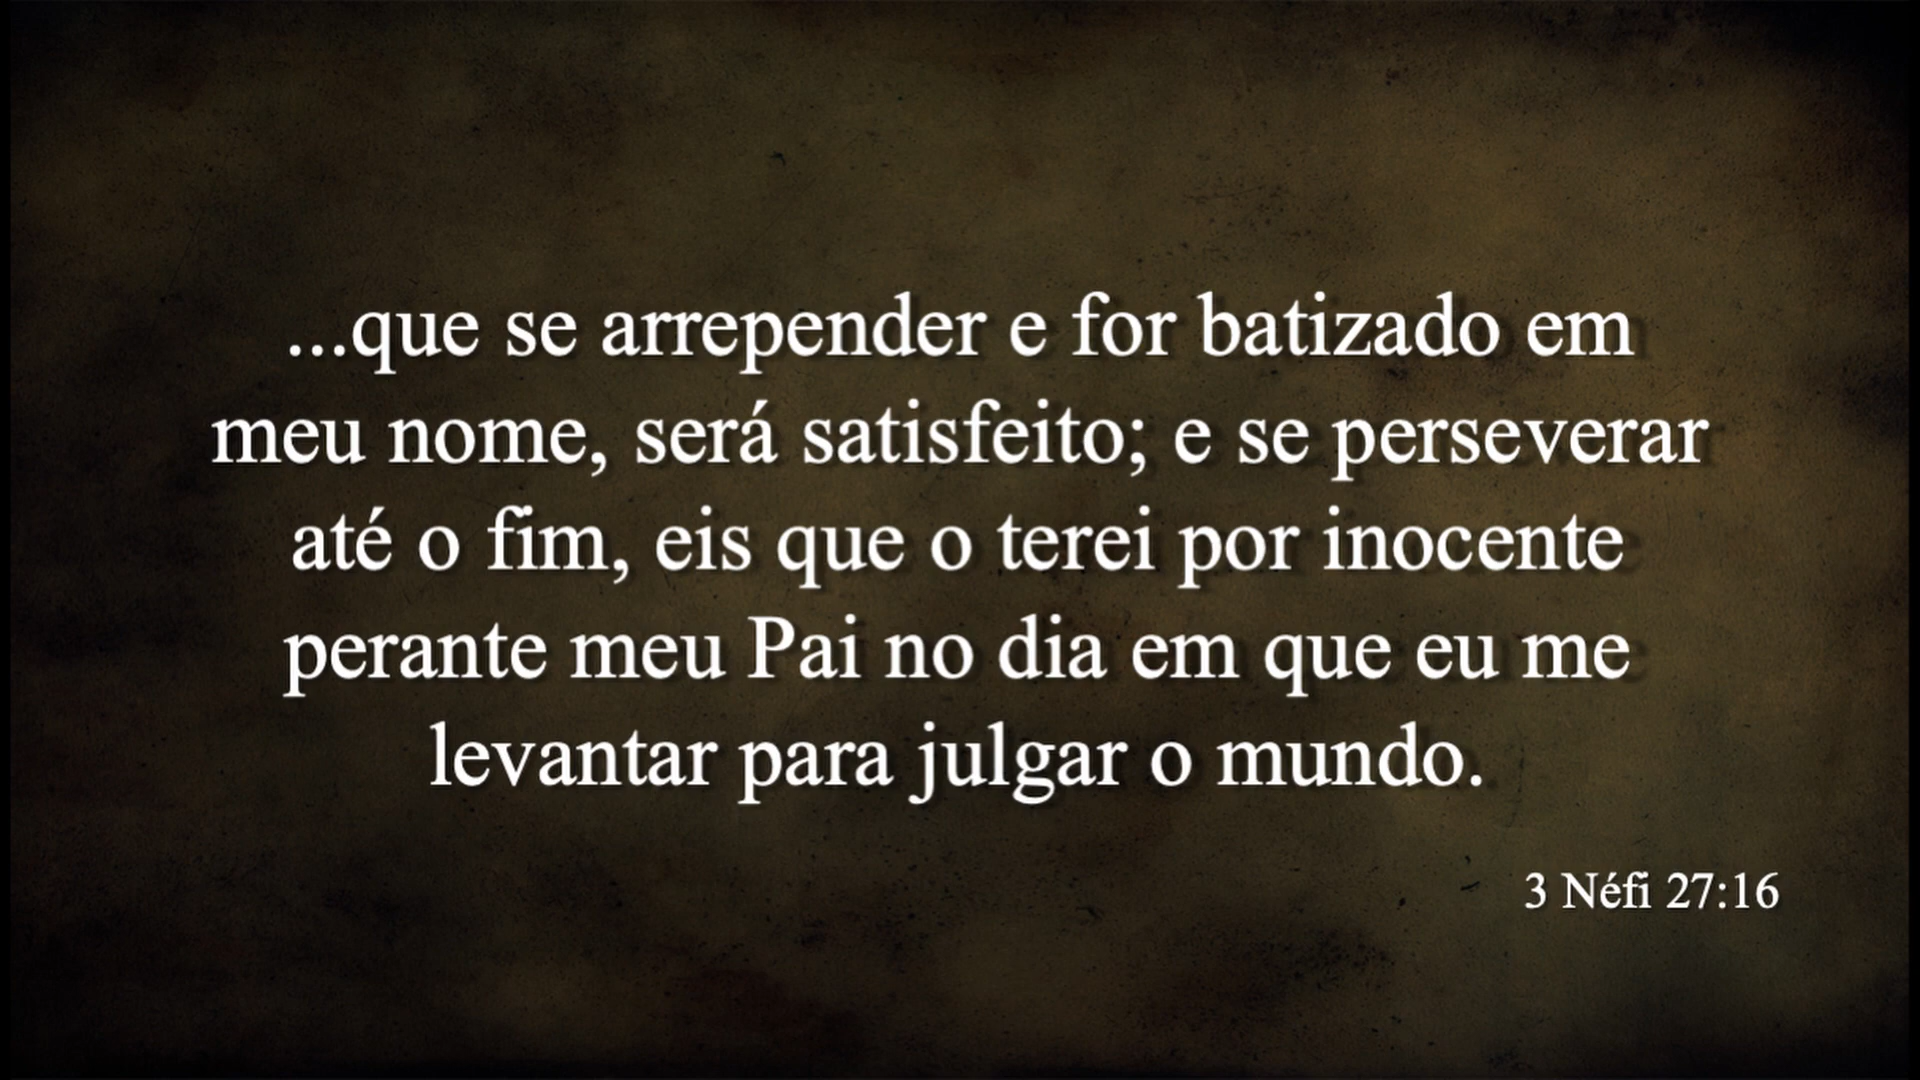 ...que se arrepender e for batizado em
meu nome, será satisfeito; e se perseverar
até o fim, eis que o terei por inocente
perante meu Pai no dia em que eu me
levantar para julgar o mundo.
3 Néfi 27:16